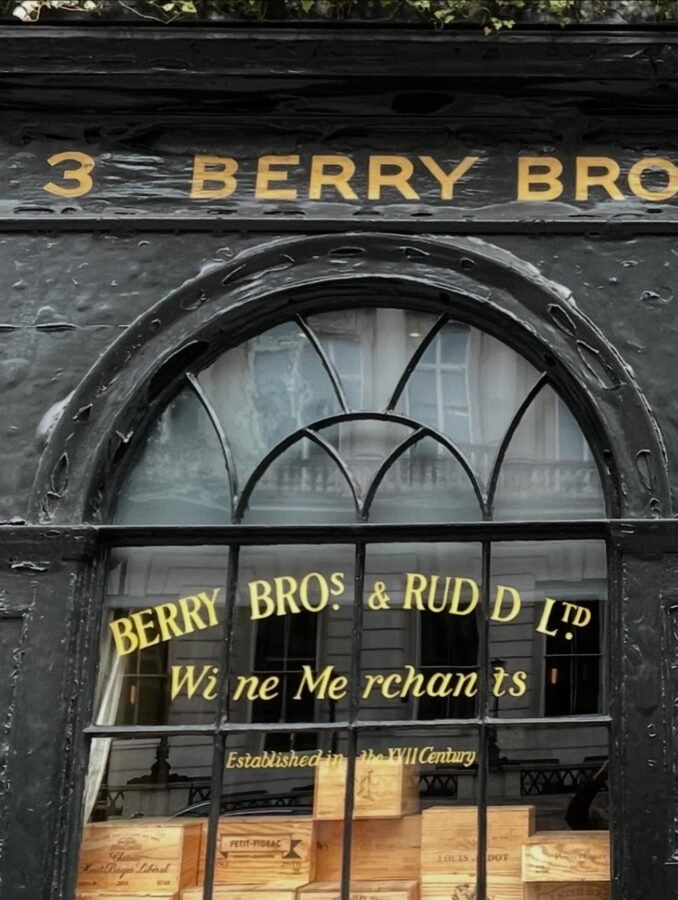 3 BERRY BRO
BERRY BROS. & RUDD LTD.
Wine Merchants
Established in the XVII Century
PETIT-FIGEAC
LOUIS